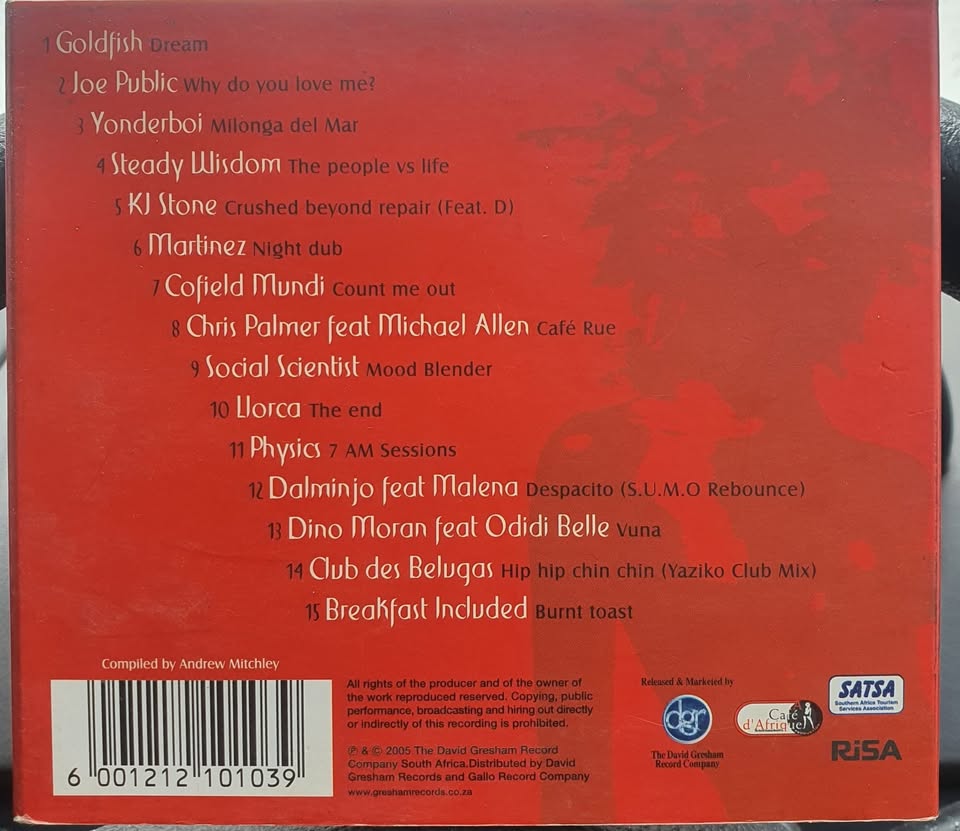 1 Goldfish Dream
2 Joe Public Why do you love me?
3 Yonderboi Milonga del Mar
4 Steady Wisdom The people vs life
5 KJ Stone Crushed beyond repair (Feat. D)
6 Martinez Night dub
7 Cofield Mundi Count me out
8 Chris Palmer feat Michael Allen Café Rue
9 Social Scientist Mood Blender
10 Llorca The end
11 Physics 7 AM Sessions
12 Dalminjo feat Malena Despacito (S.U.M.O Rebounce)
13 Dino Moran feat Odidi Belle Vuna
14 Club des Belugas Hip hip chin chin (Yaziko Club Mix)
15 Breakfast Included Burnt toast
Compiled by Andrew Mitchley
6 001212 101039
All rights of the producer and of the owner of
the work reproduced reserved. Copying, public
performance, broadcasting and hiring out directly
or indirectly of this recording is prohibited.
℗ & © 2005 The David Gresham Record
Company South Africa.Distributed by David
Gresham Records and Gallo Record Company
www.greshamrecords.co.za
Released & Marketed by
dgr
The David Gresham
Record Company
Café
d'Afrique
SATSA
Southern Africa Tourism
Services Association
RiSA